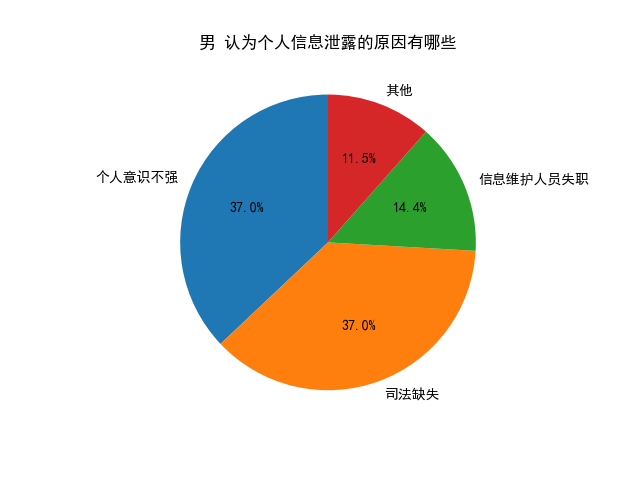 男 认为个人信息泄露的原因有哪些
其他
11.5%
个人意识不强
37.0%
信息维护人员失职
14.4%
37.0%
司法缺失